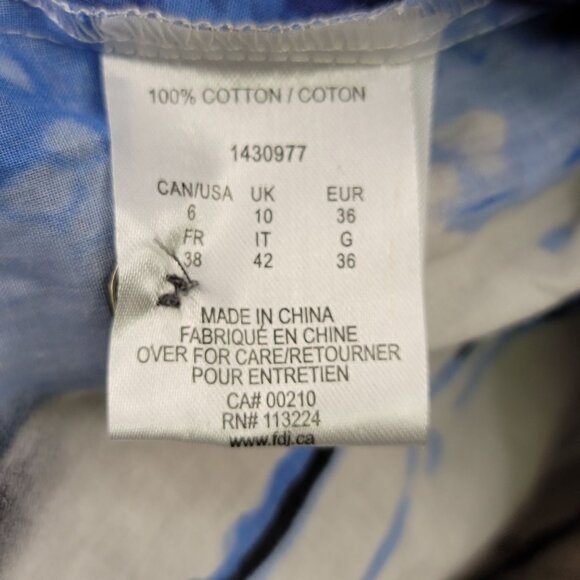 100% COTTON / COTON
1430977
CAN/USA UK EUR
6 10 36
FR IT G
38 42 36
MADE IN CHINA
FABRIQUÉ EN CHINE
OVER FOR CARE/RETOURNER
POUR ENTRETIEN
CA# 00210
RN# 113224
www.fdj.ca